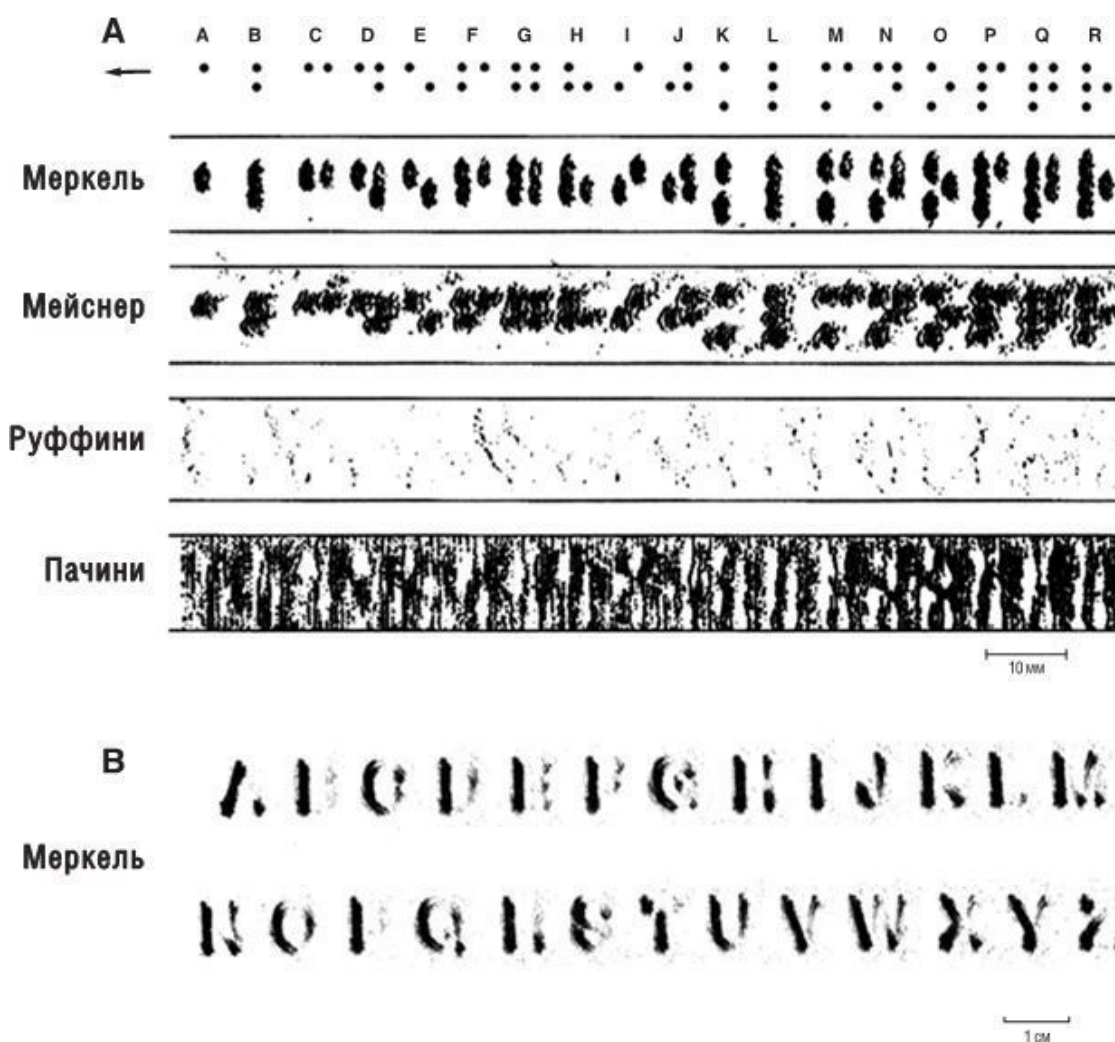 A
A B C D E F G H I J K L M N O P Q R
Меркель
Мейснер
Руффини
Пачини
10 мм
B
A B C D E F G H I J K L M
Меркель
N O P Q R S T U V W X Y Z
1 см